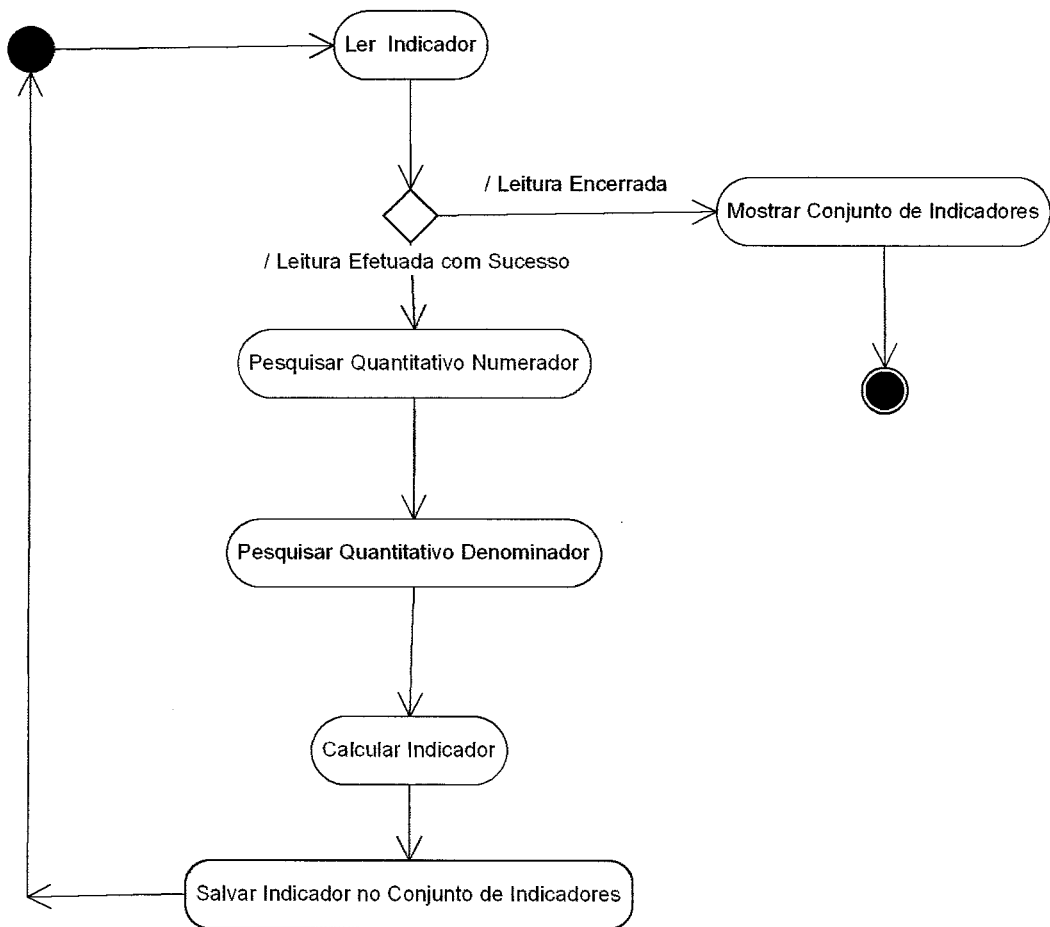 Ler Indicador
/ Leitura Encerrada
Mostrar Conjunto de Indicadores
/ Leitura Efetuada com Sucesso
Pesquisar Quantitativo Numerador
Pesquisar Quantitativo Denominador
Calcular Indicador
Salvar Indicador no Conjunto de Indicadores